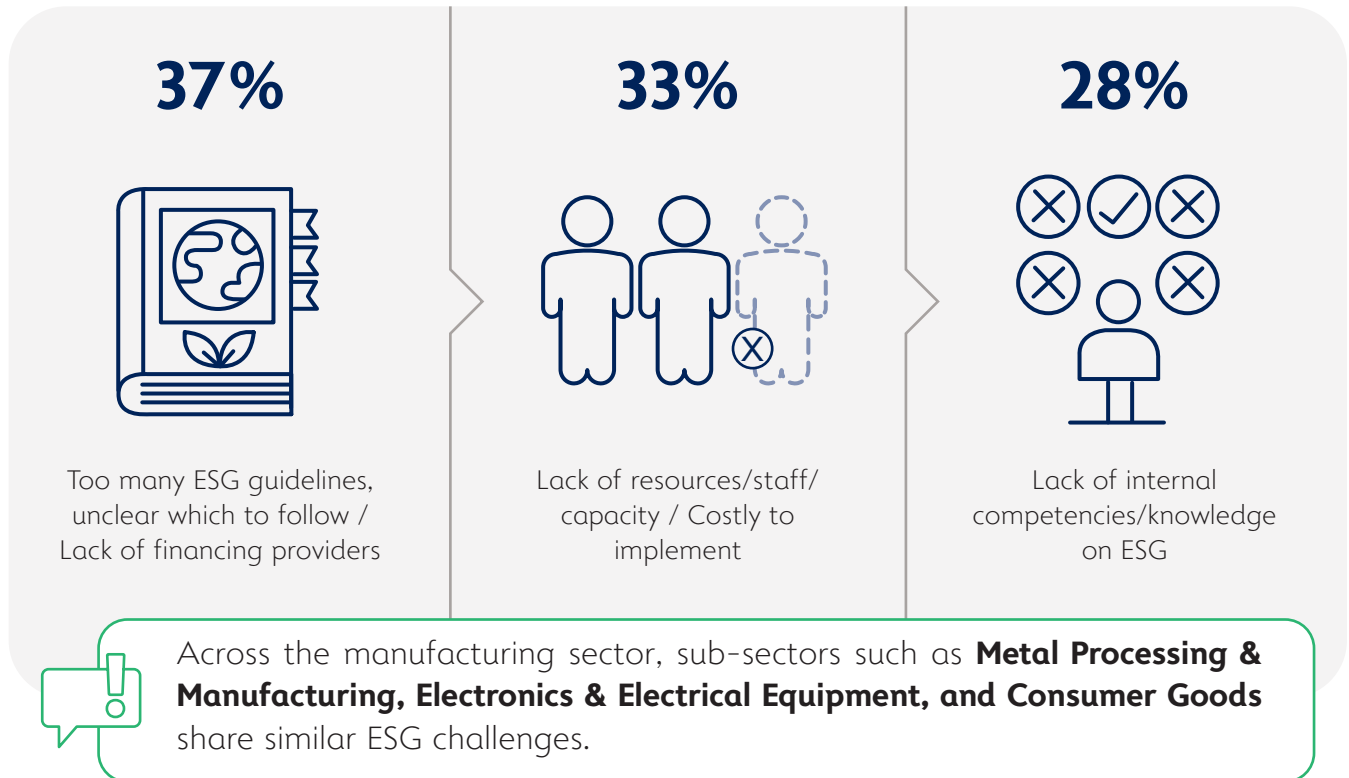 37%
33%
28%
Too many ESG guidelines,
unclear which to follow /
Lack of financing providers
Lack of resources/staff/
capacity / Costly to
implement
Lack of internal
competencies/knowledge
on ESG
Across the manufacturing sector, sub-sectors such as Metal Processing &
Manufacturing, Electronics & Electrical Equipment, and Consumer Goods
share similar ESG challenges.